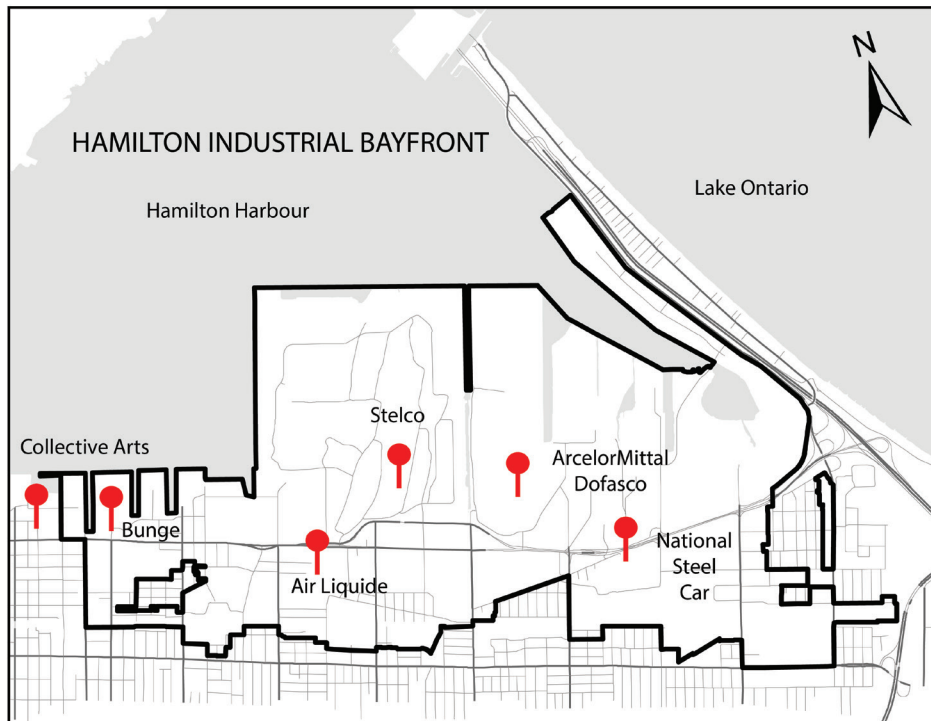 N
HAMILTON INDUSTRIAL BAYFRONT
Lake Ontario
Hamilton Harbour
Stelco
Collective Arts
ArcelorMittal
Dofasco
Bunge
National
Steel
Car
Air Liquide